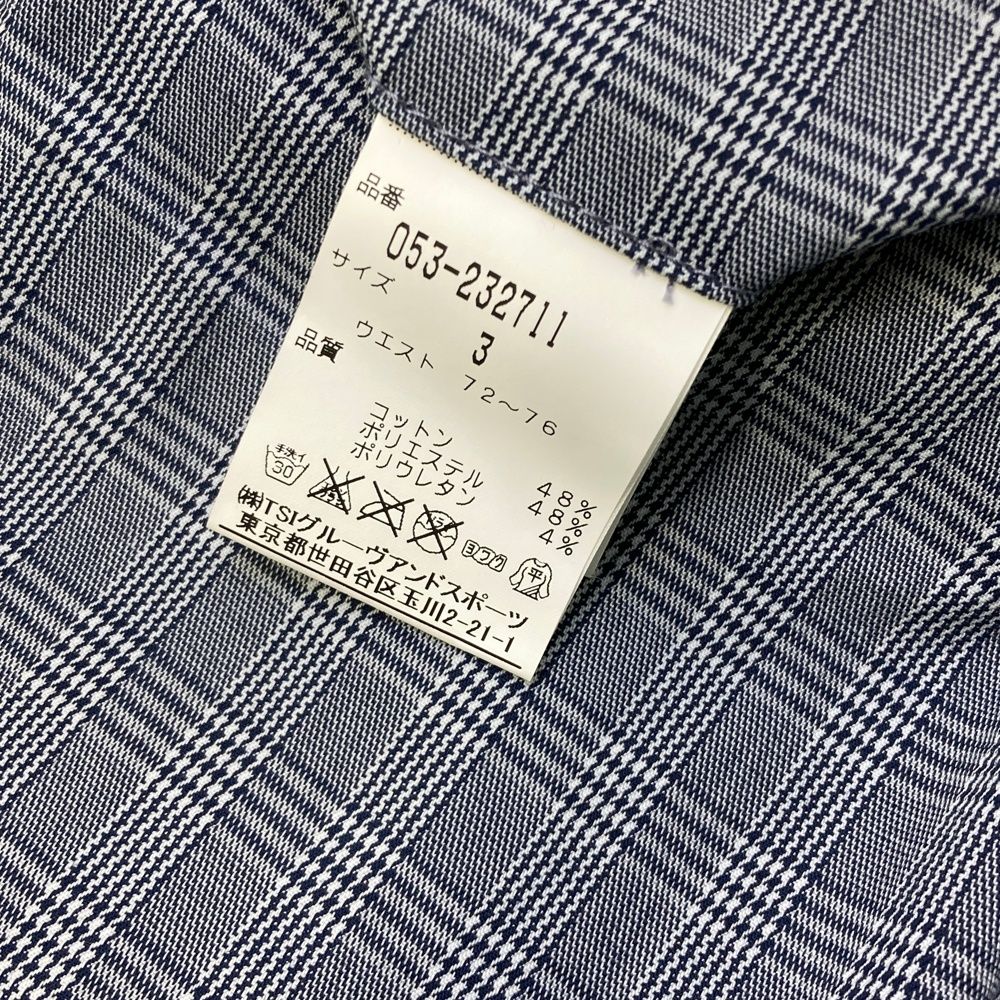 品番
053-232711
サイズ
3
ウエスト 72～76
品質
コットン 48%
ポリエステル 48%
ポリウレタン 4%
手洗イ
30
ヨワク
平
(株)TSIグルーヴアンドスポーツ
東京都世田谷区玉川2-21-1